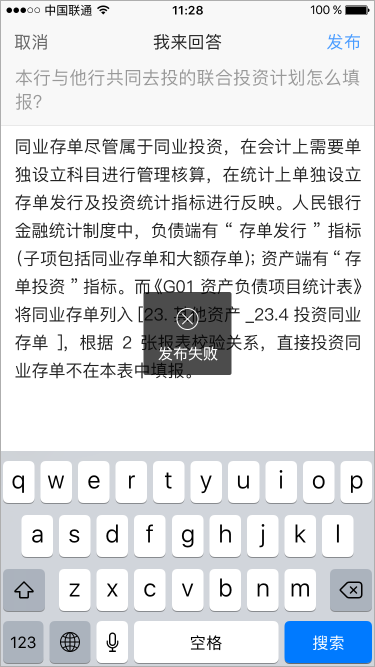 中国联通 11:28 100 %
取消 我来回答 发布
本行与他行共同去投的联合投资计划怎么填
报?
同业存单尽管属于同业投资，在会计上需要单
独设立科目进行管理核算，在统计上单独设立
存单发行及投资统计指标进行反映。人民银行
金融统计制度中，负债端有“存单发行”指标
(子项包括同业存单和大额存单)；资产端有“存
单投资”指标。而《G01 资产负债项目统计表》
将同业存单列入 [23. 其他资产 _23.4 投资同业
存单 ]，根据 2 张报表校验关系，直接投资同
发布失败
业存单不在本表中填报。
q w e r t y u i o p
a s d f g h j k l
z x c v b n m
123 空格 搜索